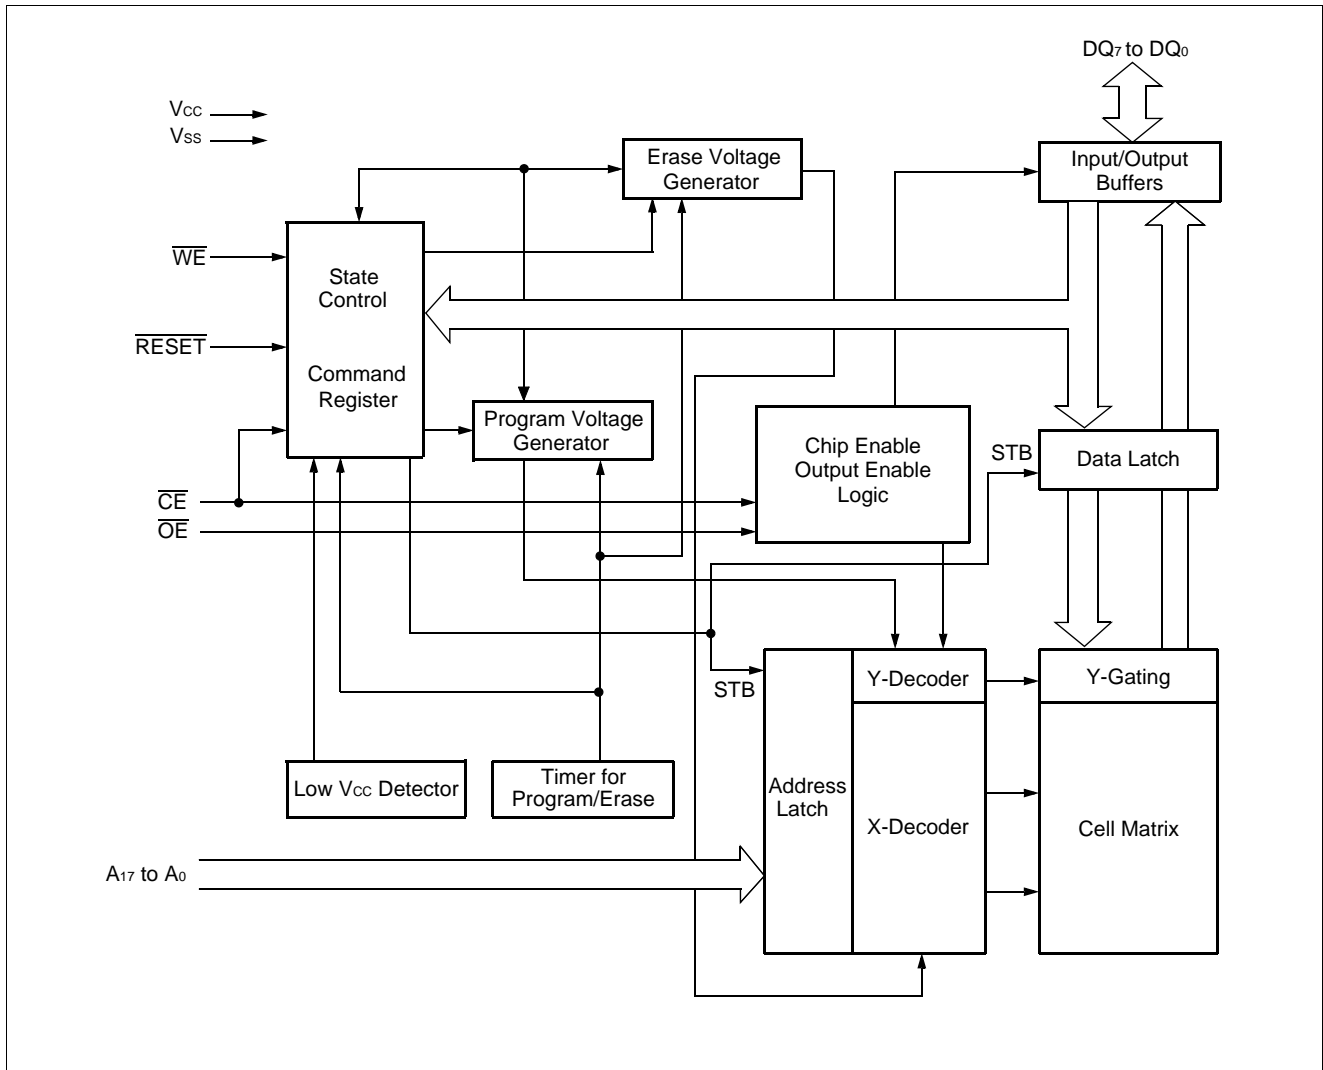 DQ7 to DQ0
VCC
VSS
Erase Voltage
Generator
Input/Output
Buffers
WE
State
Control
RESET
Command
Register
Program Voltage
Generator
Chip Enable
Output Enable
Logic
STB
Data Latch
CE
OE
STB
Y-Decoder
Y-Gating
Low VCC Detector
Timer for
Program/Erase
Address
Latch
X-Decoder
Cell Matrix
A17 to A0